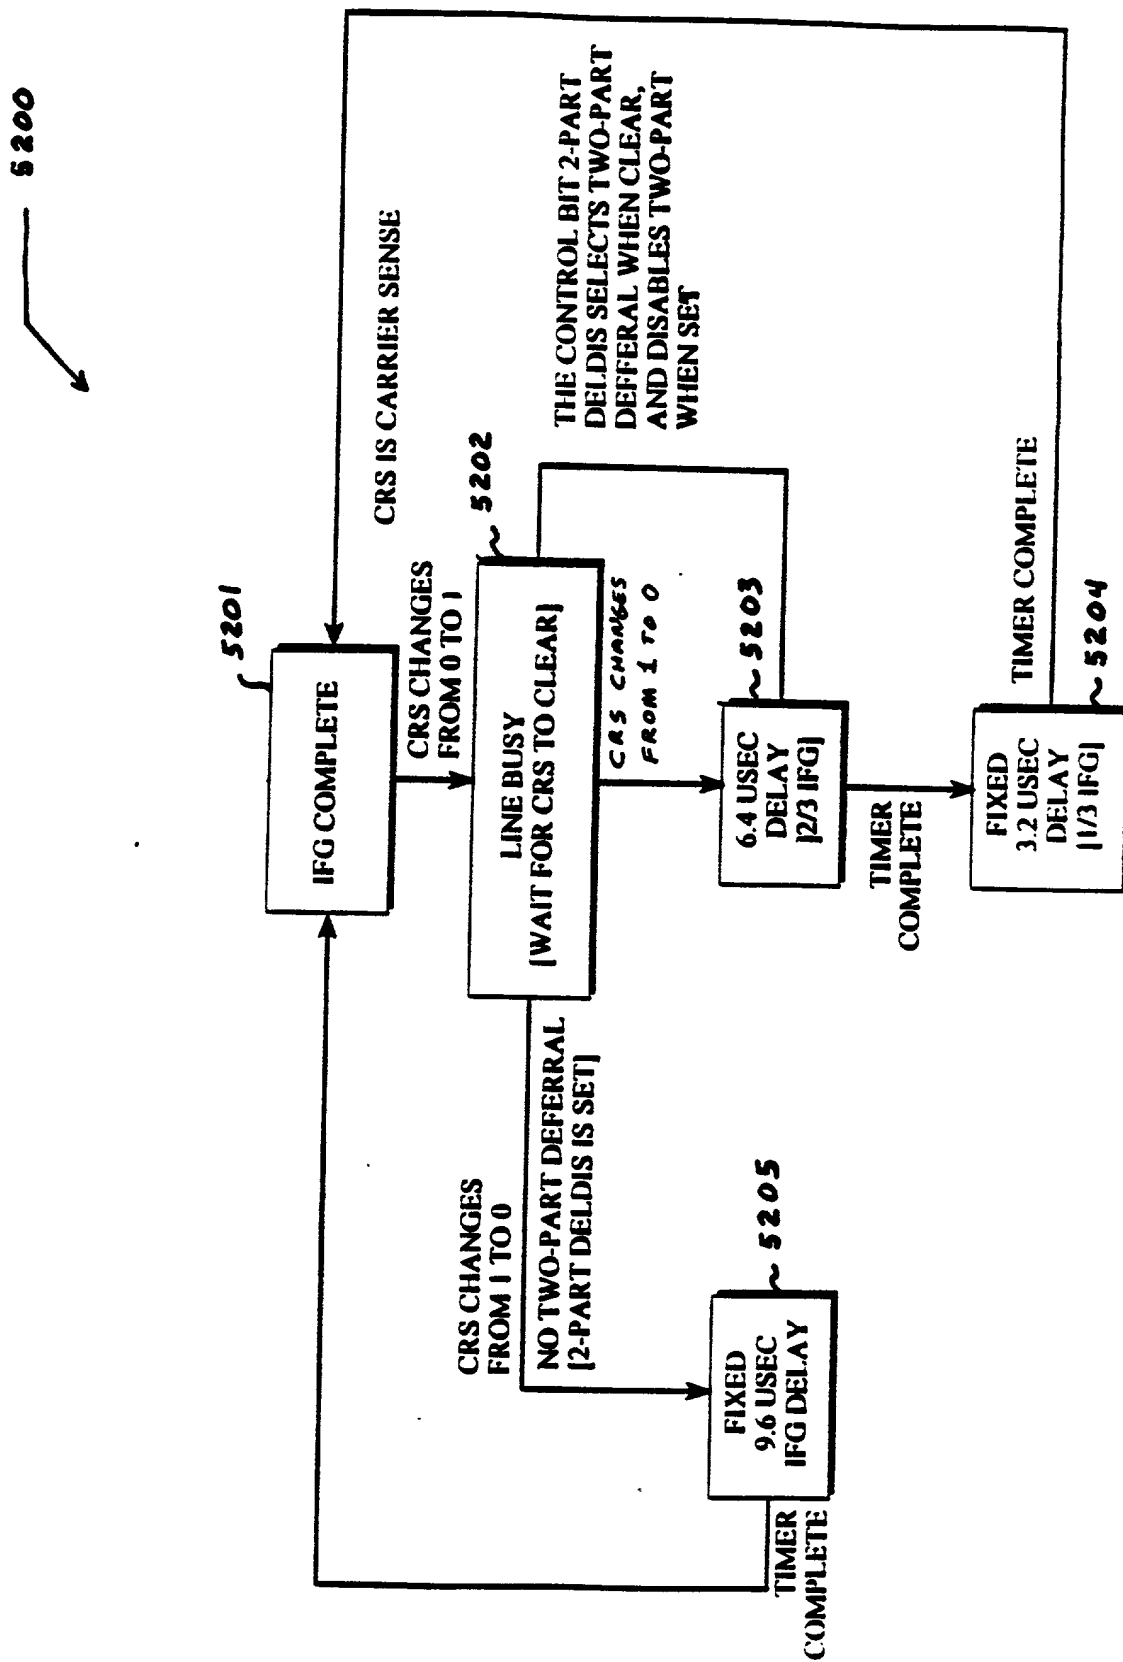 5200
5201
IFG COMPLETE
CRS IS CARRIER SENSE
CRS CHANGES
FROM 0 TO 1
5202
LINE BUSY
[WAIT FOR CRS TO CLEAR]
THE CONTROL BIT 2-PART
DELDIS SELECTS TWO-PART
DEFFERAL WHEN CLEAR,
AND DISABLES TWO-PART
WHEN SET
CRS CHANGES
FROM 1 TO 0
NO TWO-PART DEFERRAL
[2-PART DELDIS IS SET]
CRS CHANGES
FROM 1 TO 0
5203
6.4 USEC
DELAY
]2/3 IFG]
5205
FIXED
9.6 USEC
IFG DELAY
TIMER
COMPLETE
TIMER
COMPLETE
FIXED
3.2 USEC
DELAY
[1/3 IFG]
5204
TIMER COMPLETE